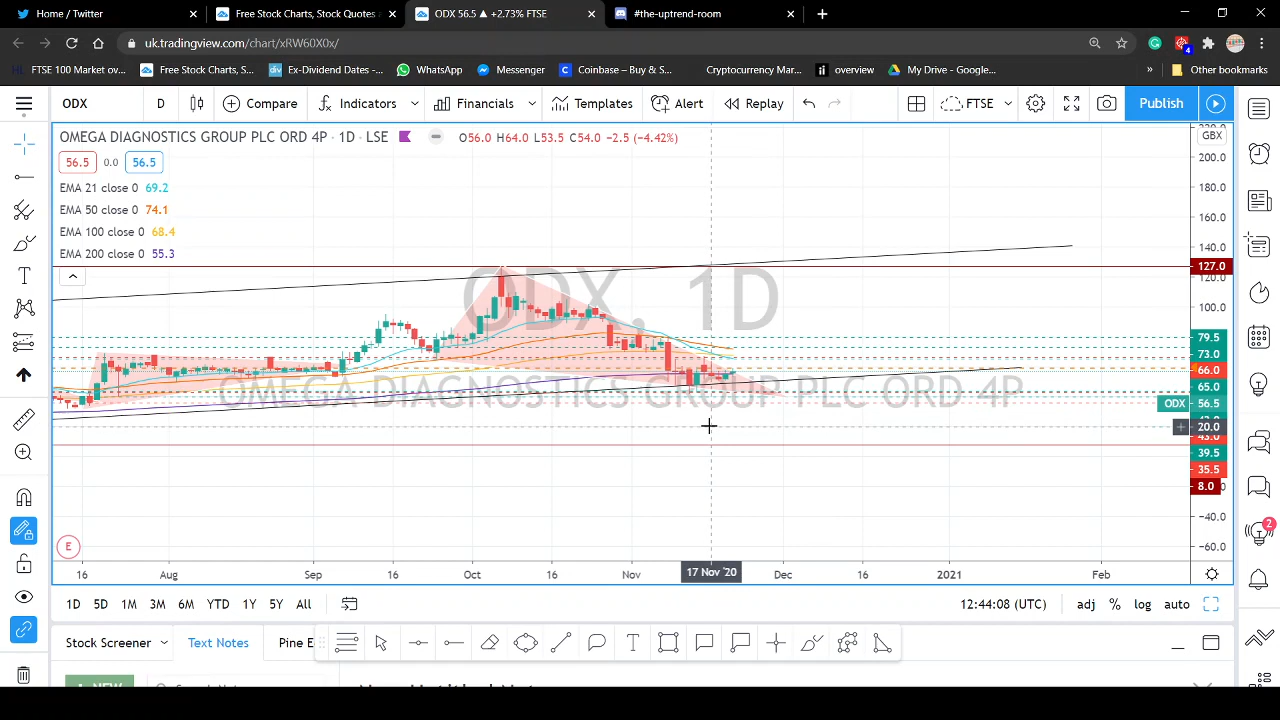 Home / Twitter
Free Stock Charts, Stock Quotes
ODX 56.5 ▲ +2.73% FTSE
#the-uptrend-room
uk.tradingview.com/chart/xRW60X0x/
4
FTSE 100 Market ov...
Free Stock Charts, S...
Ex-Dividend Dates -...
WhatsApp
Messenger
Coinbase – Buy & S...
Cryptocurrency Mar...
overview
My Drive - Google...
»
Other bookmarks
ODX
D
Compare
Indicators
Financials
Templates
Alert
Replay
FTSE
Publish
OMEGA DIAGNOSTICS GROUP PLC ORD 4P · 1D · LSE
O56.0 H64.0 L53.5 C54.0 −2.5 (−4.42%)
GBX
56.5 0.0 56.5
EMA 21 close 0 69.2
EMA 50 close 0 74.1
EMA 100 close 0 68.4
EMA 200 close 0 55.3
ODX, 1D
OMEGA DIAGNOSTICS GROUP PLC ORD 4P
200.0
180.0
160.0
140.0
127.0
120.0
100.0
79.5
73.0
66.0
65.0
ODX 56.5
20.0
43.0
39.5
35.5
8.0
−40.0
−60.0
E
16
Aug
Sep
16
Oct
16
Nov
17 Nov '20
Dec
16
2021
Feb
2
1D
5D
1M
3M
6M
YTD
1Y
5Y
All
12:44:08 (UTC)
adj
%
log
auto
Stock Screener
Text Notes
Pine E
NEW